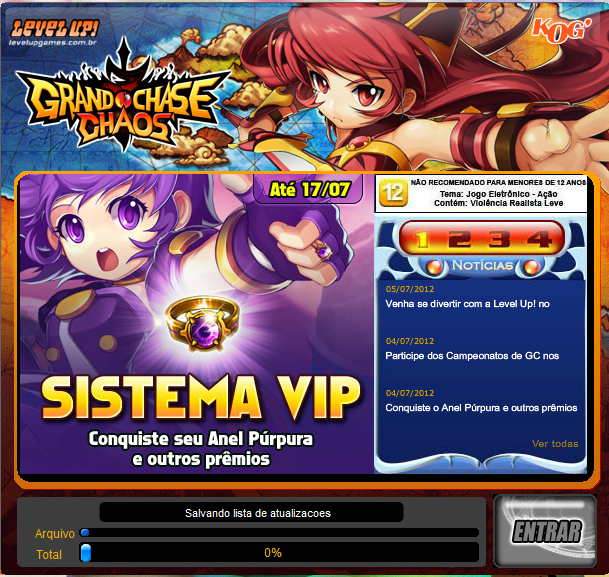 LEVEL UP!
levelupgames.com.br
KOG
GRAND CHASE
CHAOS
Até 17/07
SISTEMA VIP
Conquiste seu Anel Púrpura
e outros prêmios
12
NÃO RECOMENDADO PARA MENORES DE 12 ANOS
Tema: Jogo Eletrônico - Ação
Contém: Violência Realista Leve
1 2 3 4
NOTÍCIAS
05/07/2012
Venha se divertir com a Level Up! no
04/07/2012
Participe dos Campeonatos de GC nos
04/07/2012
Conquiste o Anel Púrpura e outros prêmios
Ver todas
Salvando lista de atualizacoes
Arquivo
Total 0%
ENTRAR